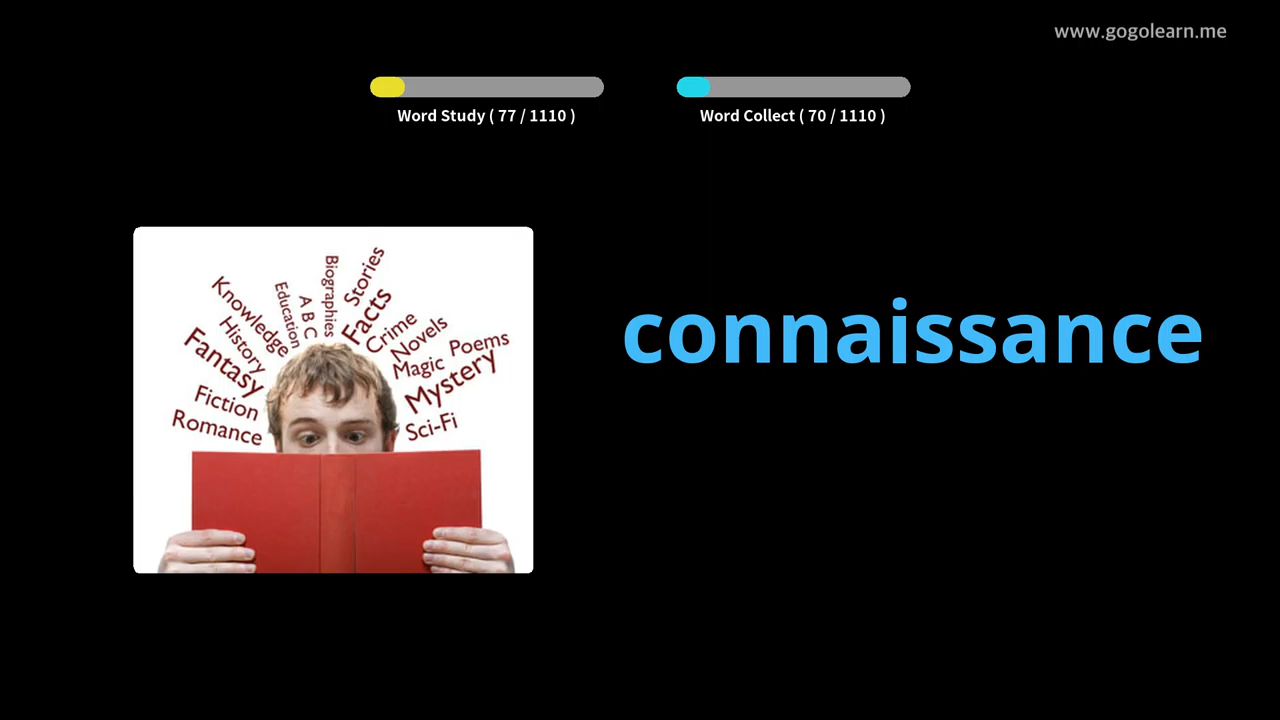 www.gogolearn.me
Word Study ( 77 / 1110 )
Word Collect ( 70 / 1110 )
connaissance
Romance
Fiction
Fantasy
History
Knowledge
Education
A B C
Biographies
Stories
Facts
Crime
Novels
Magic
Poems
Mystery
Sci-Fi